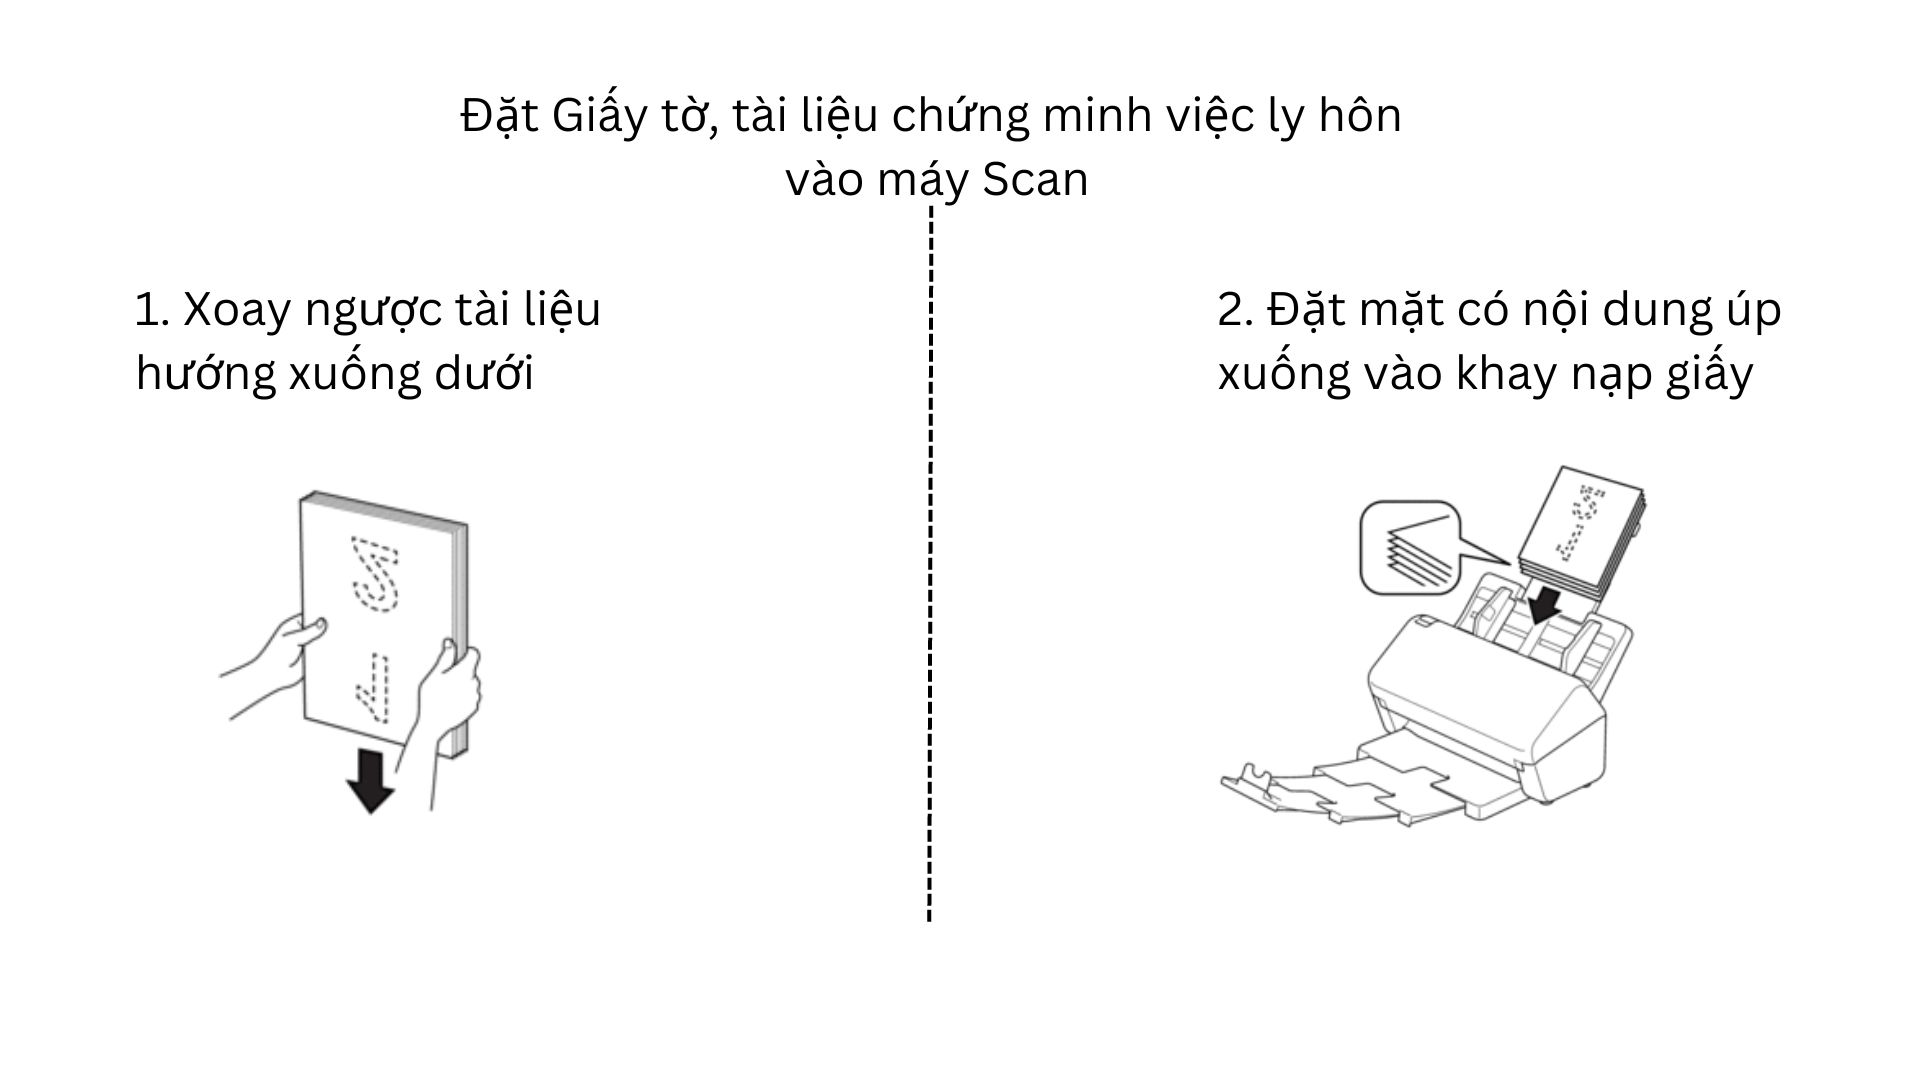 Đặt Giấy tờ, tài liệu chứng minh việc ly hôn
vào máy Scan
1. Xoay ngược tài liệu
hướng xuống dưới
2. Đặt mặt có nội dung úp
xuống vào khay nạp giấy